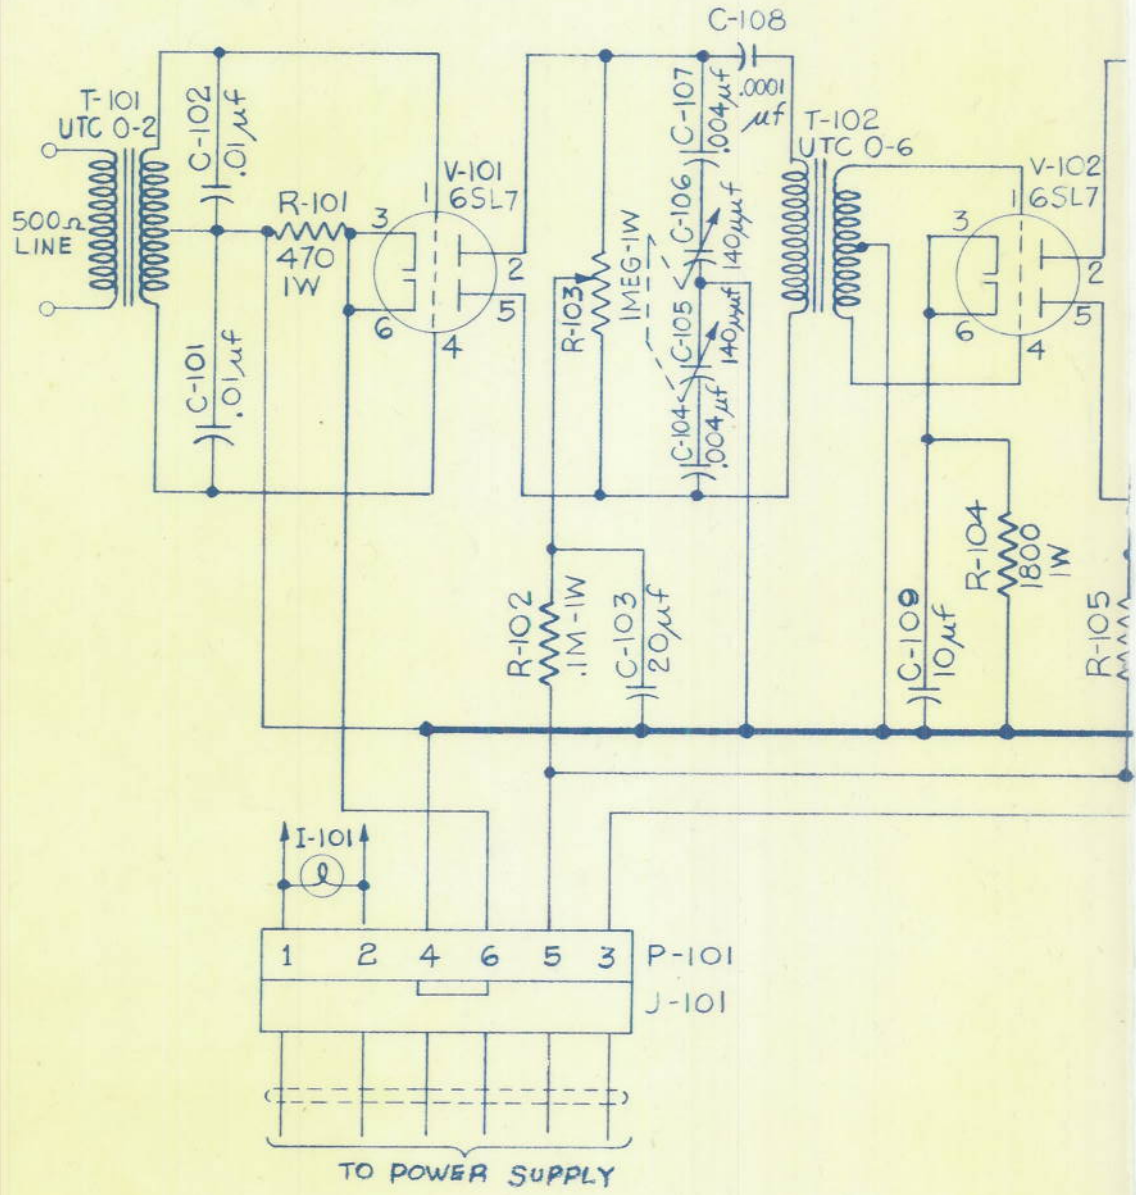 C-108
.0001
µf
T-101
UTC O-2
C-102
.01µf
C-107
.004µf
T-102
UTC O-6
V-101
6SL7
V-102
6SL7
500Ω
LINE
R-101
470
1W
1
3
2
6
5
4
C-106
140µµf
1MEG-1W
R-103
C-105
140µµf
1
3
2
6
5
4
C-101
.01µf
C-104
.004µf
R-102
.1M-1W
C-103
20µf
C-109
10µf
R-104
1800
1W
R-105
I-101
1 2 4 6 5 3 P-101
J-101
TO POWER SUPPLY